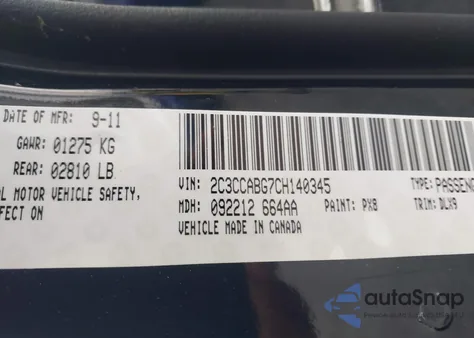 DATE OF MFR: 9-11
GAWR: 01275 KG
REAR: 02810 LB
MOTOR VEHICLE SAFETY,
ON
VIN: 2C3CCABG7CH140345
TYPE: PASSENG
MDH: 092212 664AA PAINT: PX8 TRIM: DLX9
VEHICLE MADE IN CANADA
autoSnap